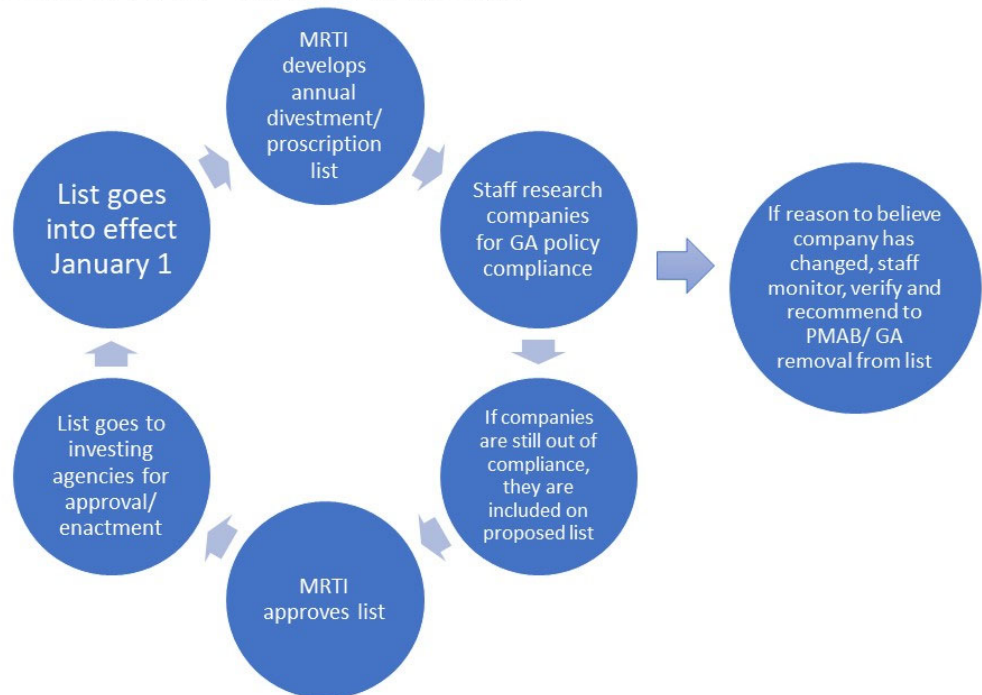 MRTI
develops
annual
divestment/
proscription
list
Staff research
companies
for GA policy
compliance
If reason to believe
company has
changed, staff
monitor, verify and
recommend to
PMAB/ GA
removal from list
If companies
are still out of
compliance,
they are
included on
proposed list
MRTI
approves list
List goes to
investing
agencies for
approval/
enactment
List goes
into effect
January 1